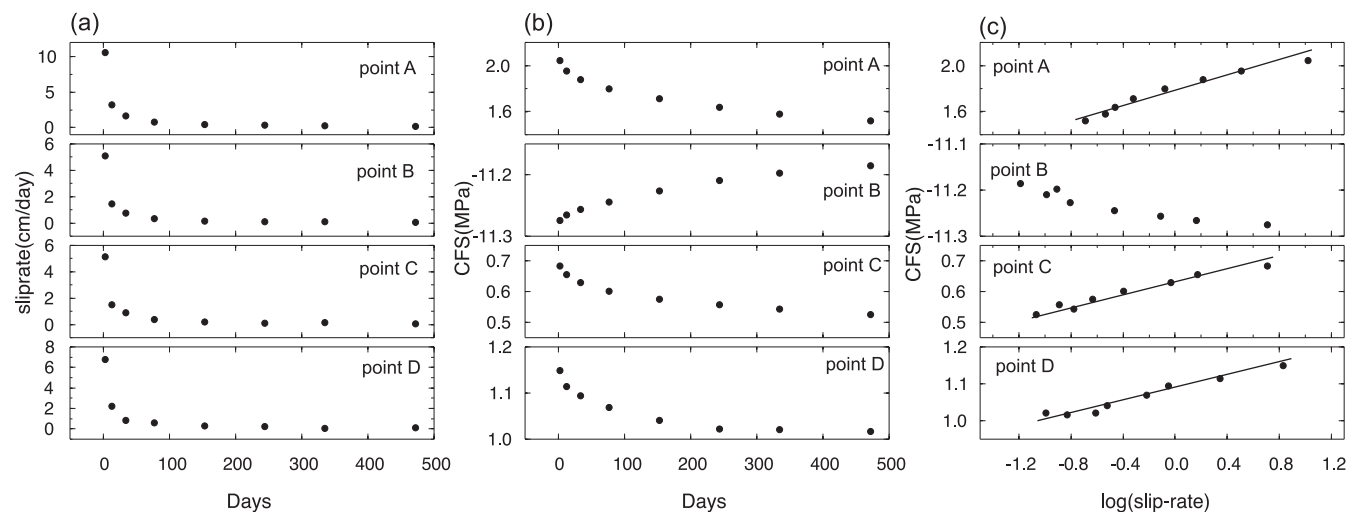 (a)
(b)
(c)
sliprate(cm/day)
10
5
0
point A
6
4
2
0
point B
6
4
2
0
point C
8
6
4
2
0
point D
0 100 200 300 400 500
Days
CFS(MPa)
2.0
1.6
point A
-11.2
-11.3
point B
0.7
0.6
0.5
point C
1.2
1.1
1.0
point D
0 100 200 300 400 500
Days
CFS(MPa)
2.0
1.6
point A
-11.1
-11.2
-11.3
point B
0.7
0.6
0.5
point C
1.2
1.1
1.0
point D
-1.2 -0.8 -0.4 0.0 0.4 0.8 1.2
log(slip-rate)